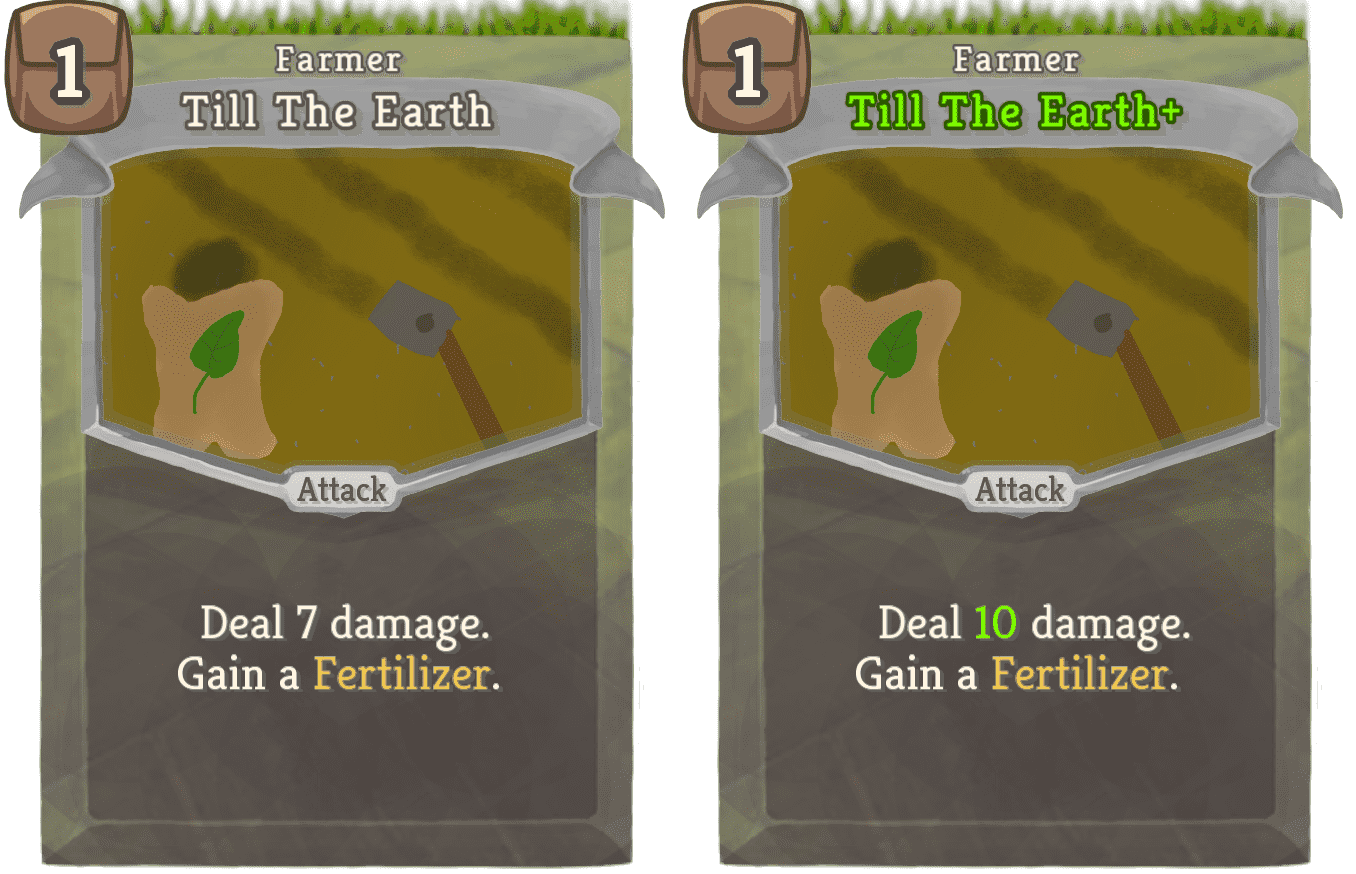 1
Farmer
Till The Earth
Attack
Deal 7 damage.
Gain a Fertilizer.
1
Farmer
Till The Earth+
Attack
Deal 10 damage.
Gain a Fertilizer.